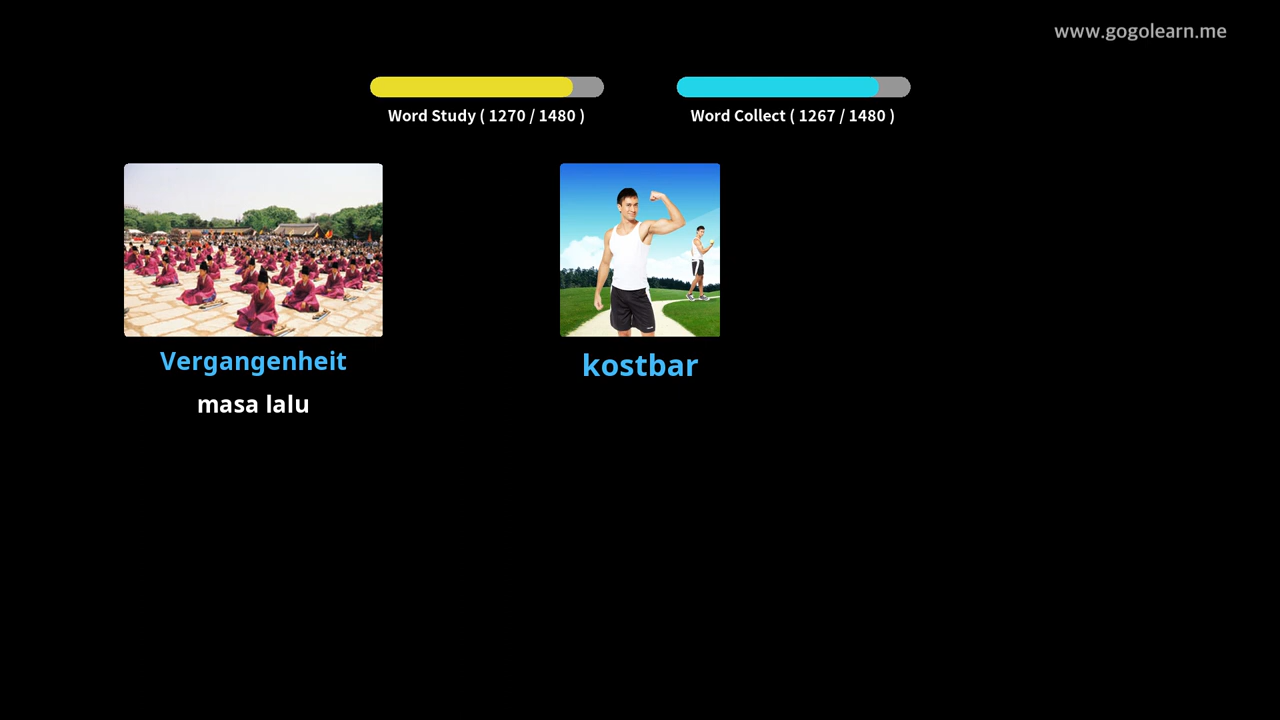 www.gogolearn.me
Word Study ( 1270 / 1480 )
Word Collect ( 1267 / 1480 )
Vergangenheit
masa lalu
kostbar